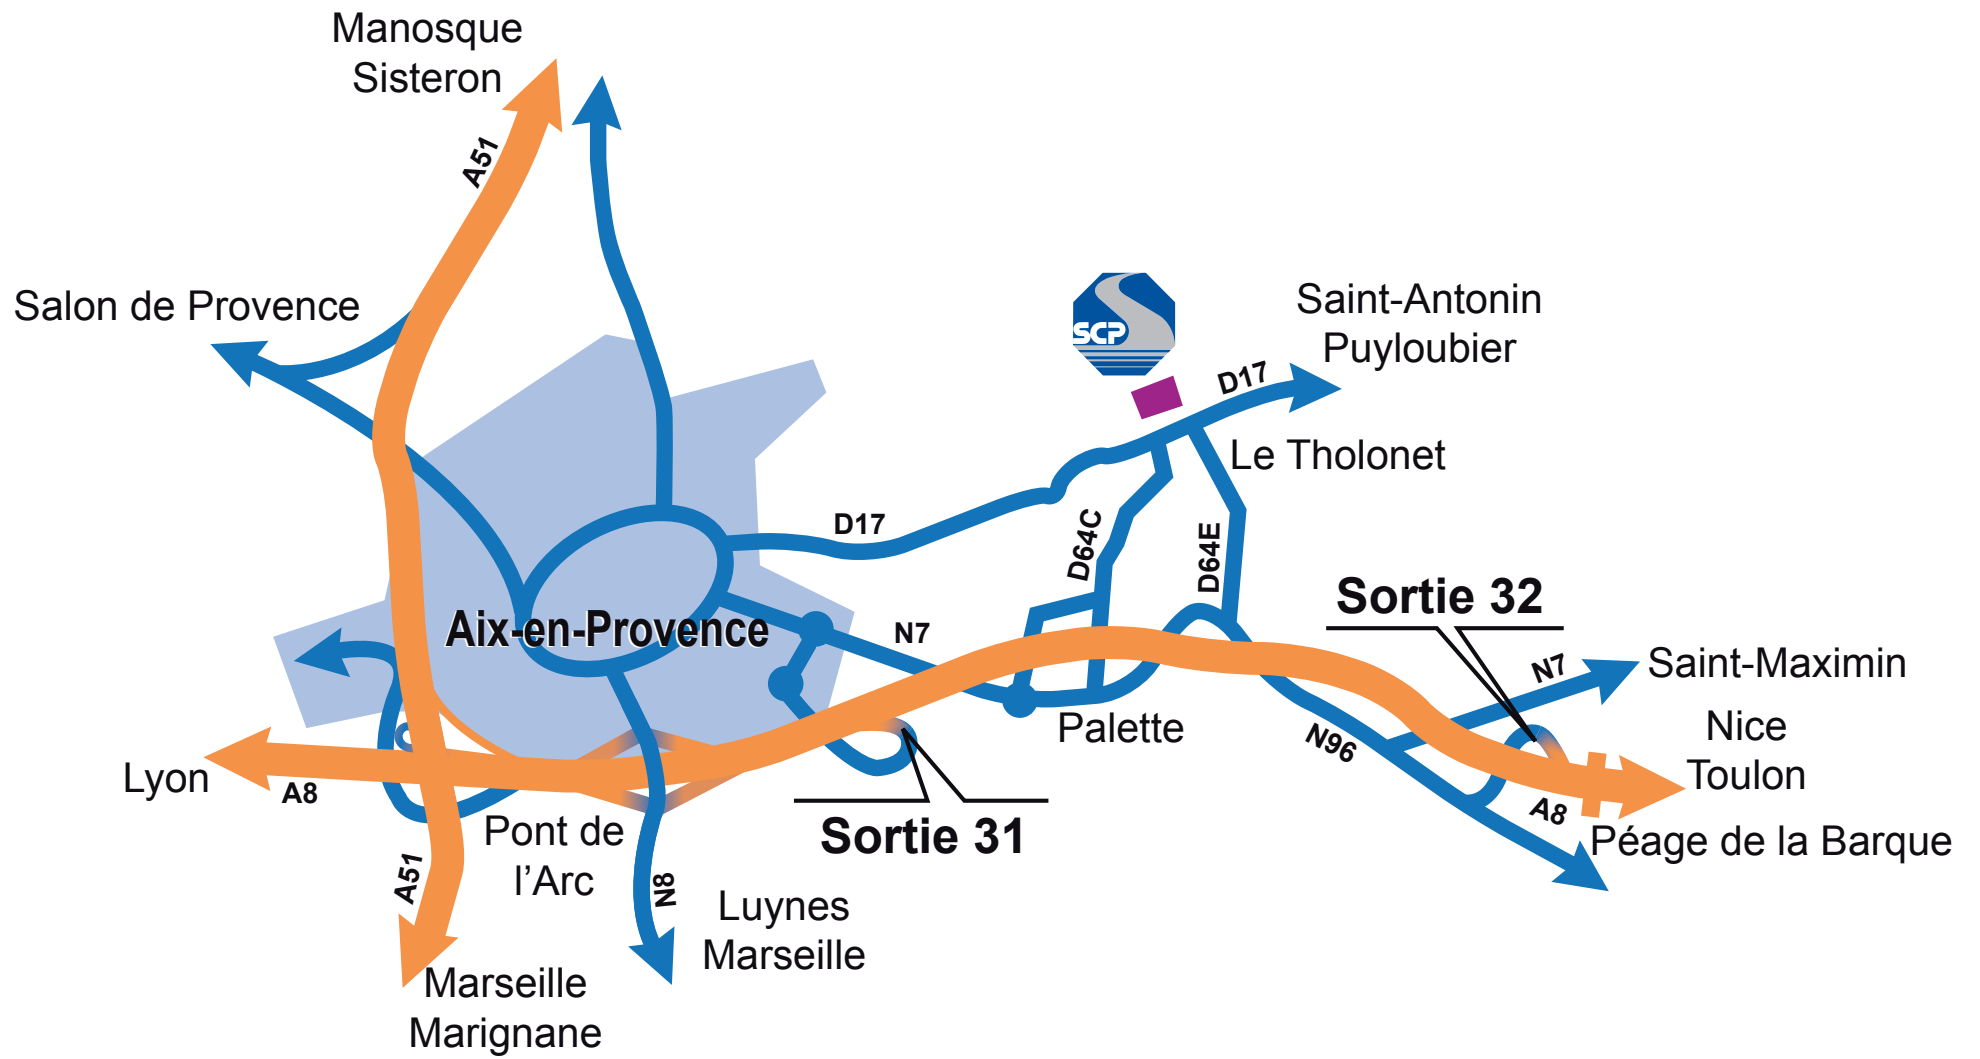 Manosque
Sisteron
A51
Salon de Provence
SCP
Saint-Antonin
Puyloubier
D17
Le Tholonet
D17
D64C
D64E
Sortie 32
Aix-en-Provence
N7
N7
Saint-Maximin
Palette
N96
Nice
Toulon
Lyon
A8
A8
Pont de
l’Arc
Sortie 31
Péage de la Barque
A51
N8
Luynes
Marseille
Marseille
Marignane